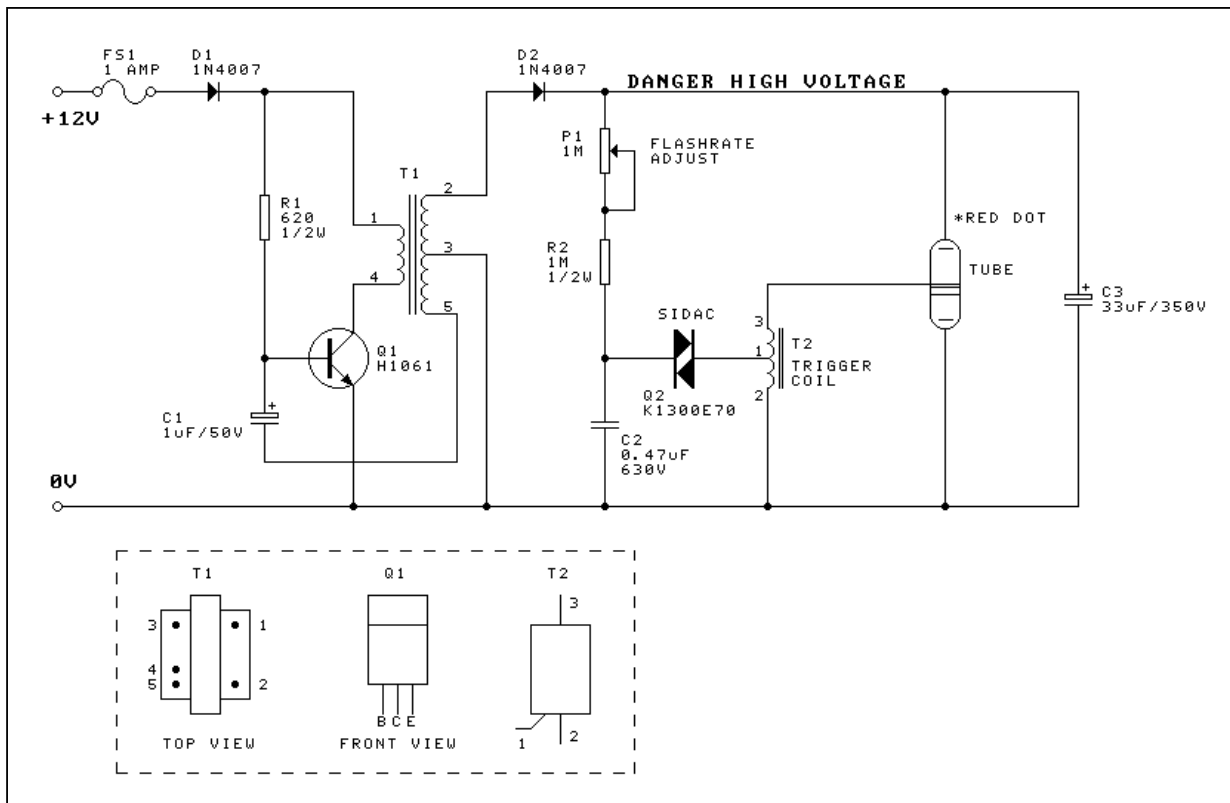 FS1
1 AMP
D1
1N4007
D2
1N4007
DANGER HIGH VOLTAGE
+12V
P1
1M
FLASHRATE
ADJUST
T1
2
R1
620
1/2W
1
*RED DOT
R2
1M
1/2W
3
4
TUBE
5
SIDAC
3
C3
33uF/350V
+
Q1
H1061
1
T2
TRIGGER
COIL
2
Q2
K1300E70
+
C1
1uF/50V
C2
0.47uF
630V
0V
T1
Q1
T2
3
3
1
4
5
2
BCE
1
2
TOP VIEW
FRONT VIEW